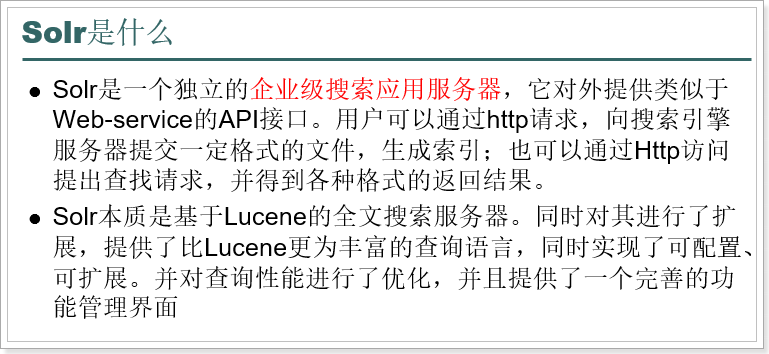 Solr是什么
Solr是一个独立的企业级搜索应用服务器，它对外提供类似于
Web-service的API接口。用户可以通过http请求，向搜索引擎
服务器提交一定格式的文件，生成索引；也可以通过Http访问
提出查找请求，并得到各种格式的返回结果。
Solr本质是基于Lucene的全文搜索服务器。同时对其进行了扩
展，提供了比Lucene更为丰富的查询语言，同时实现了可配置、
可扩展。并对查询性能进行了优化，并且提供了一个完善的功
能管理界面